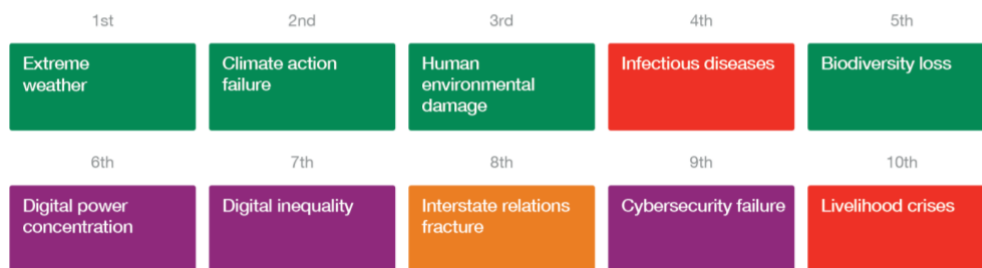 1st 2nd 3rd 4th 5th
Extreme
weather
Climate action
failure
Human
environmental
damage
Infectious diseases
Biodiversity loss
6th 7th 8th 9th 10th
Digital power
concentration
Digital inequality
Interstate relations
fracture
Cybersecurity failure
Livelihood crises